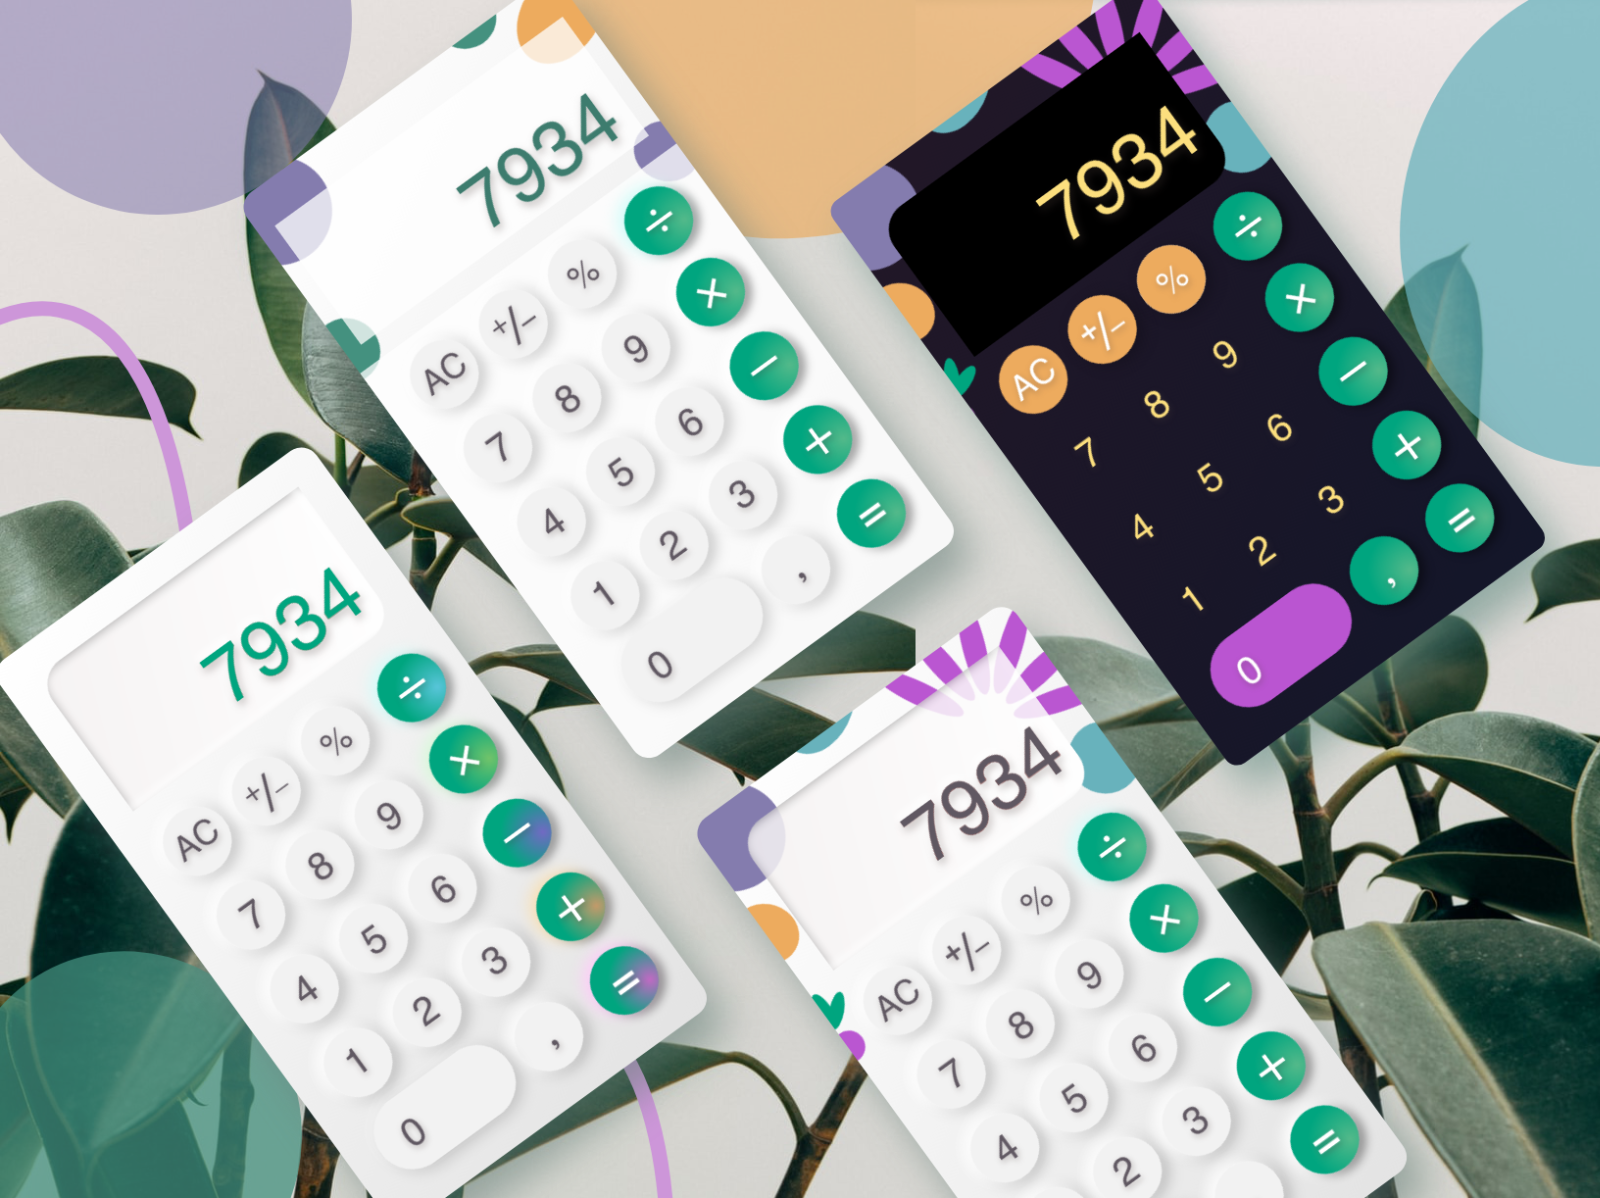 7934
AC +/− % ÷
7 8 9 ×
4 5 6 −
1 2 3 +
0 , =
7934
AC +/− % ÷
7 8 9 ×
4 5 6 −
1 2 3 +
0 , =
7934
AC +/− % ÷
7 8 9 ×
4 5 6 −
1 2 3 +
0 , =
7934
AC +/− % ÷
7 8 9 ×
4 5 6 −
2 3 +
=